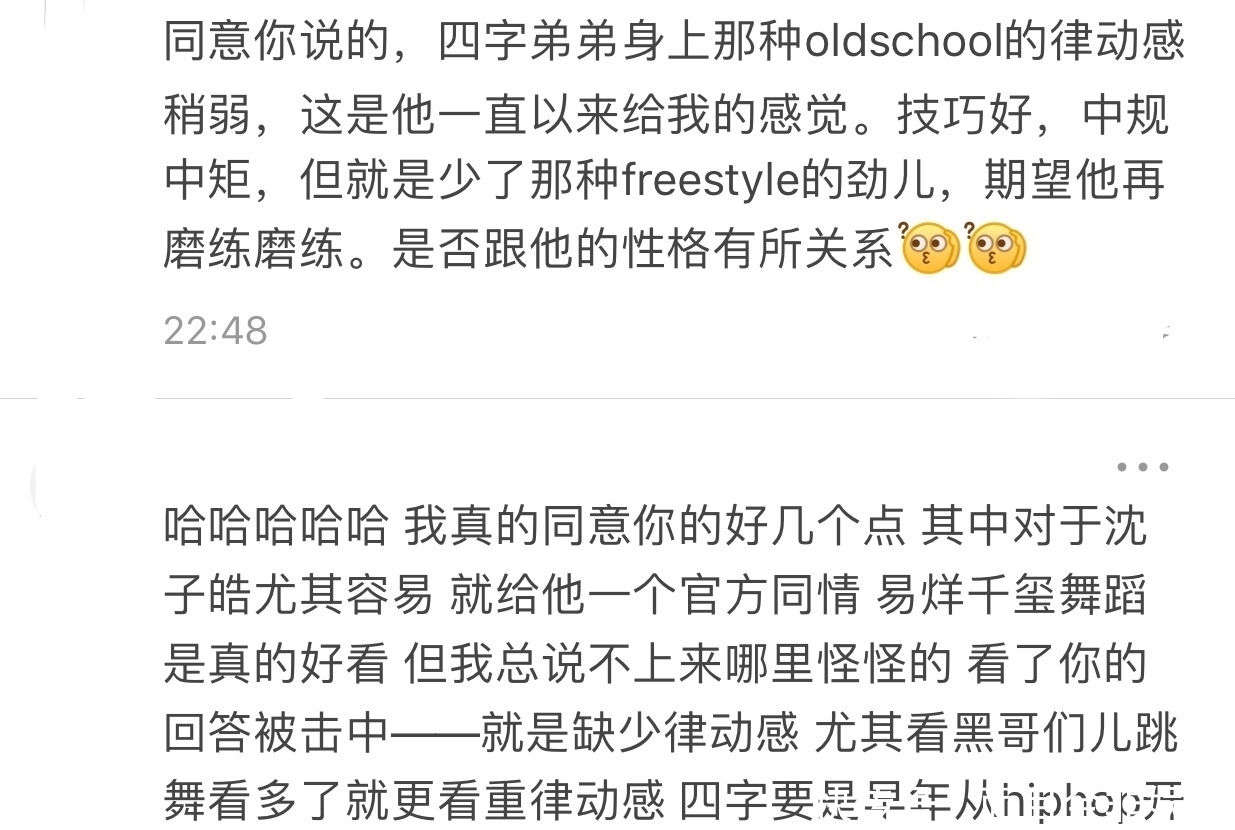 同意你说的，四字弟弟身上那种oldschool的律动感
稍弱，这是他一直以来给我的感觉。技巧好，中规
中矩，但就是少了那种freestyle的劲儿，期望他再
磨练磨练。是否跟他的性格有所关系
22:48
哈哈哈哈哈 我真的同意你的好几个点 其中对于沈
子皓尤其容易 就给他一个官方同情 易烊千玺舞蹈
是真的好看 但我总说不上来哪里怪怪的 看了你的
回答被击中——就是缺少律动感 尤其看黑哥们儿跳
舞看多了就更看重律动感 四字要是早年从hiphop开